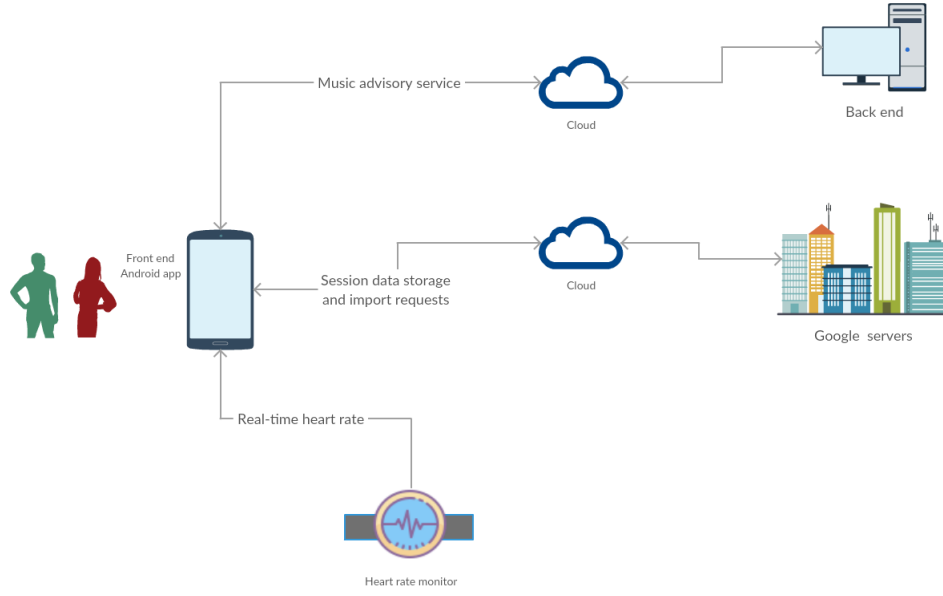 Music advisory service
Cloud
Back end
Front end
Android app
Session data storage
and import requests
Cloud
Google servers
Real-time heart rate
Heart rate monitor